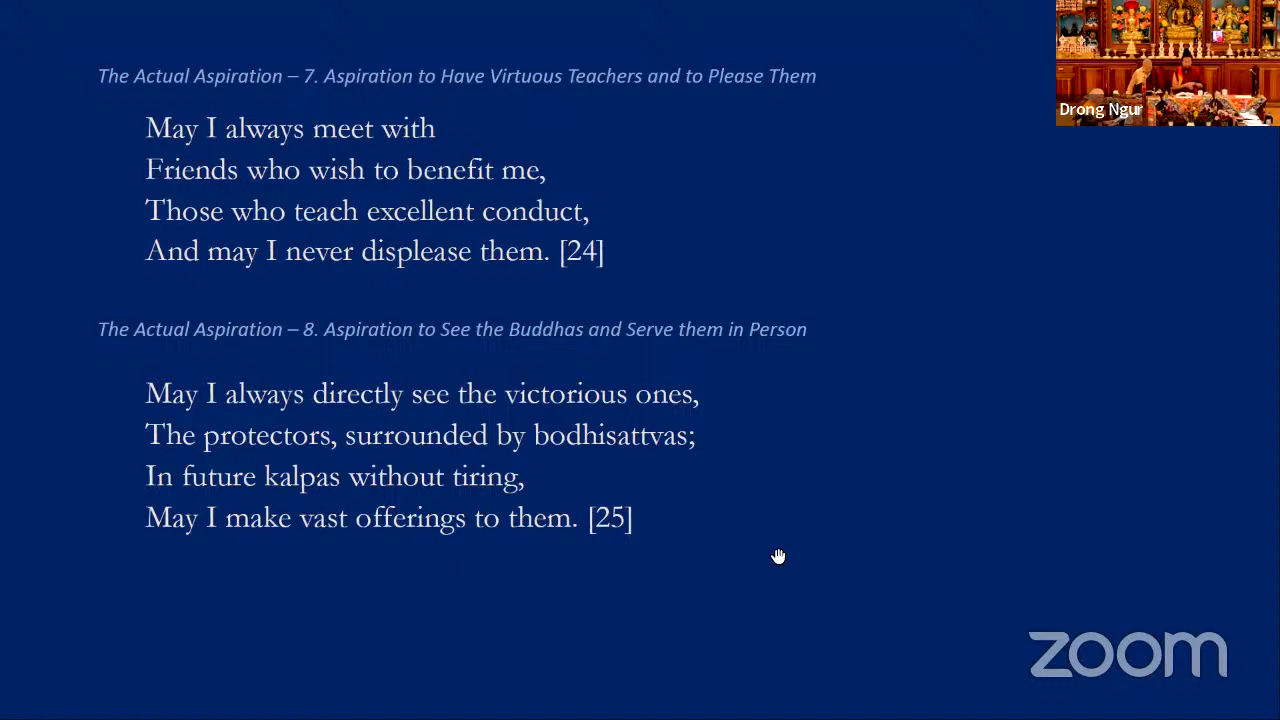 The Actual Aspiration – 7. Aspiration to Have Virtuous Teachers and to Please Them
May I always meet with
Friends who wish to benefit me,
Those who teach excellent conduct,
And may I never displease them. [24]
The Actual Aspiration – 8. Aspiration to See the Buddhas and Serve them in Person
May I always directly see the victorious ones,
The protectors, surrounded by bodhisattvas;
In future kalpas without tiring,
May I make vast offerings to them. [25]
Drong Ngur
zoom